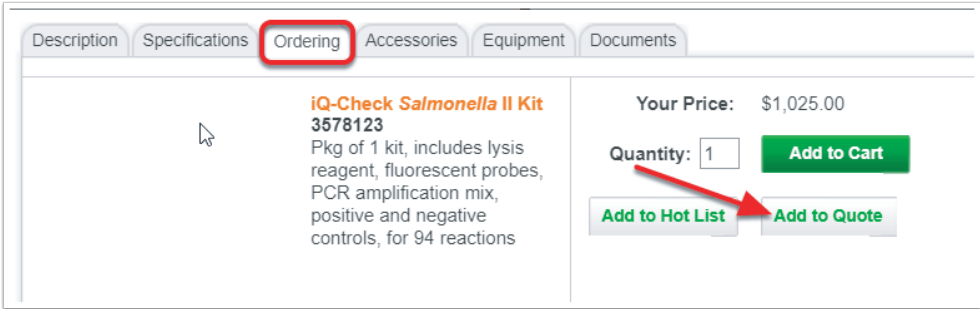 Description Specifications Ordering Accessories Equipment Documents
iQ-Check Salmonella II Kit
3578123
Pkg of 1 kit, includes lysis
reagent, fluorescent probes,
PCR amplification mix,
positive and negative
controls, for 94 reactions
Your Price: $1,025.00
Quantity: 1 Add to Cart
Add to Hot List Add to Quote